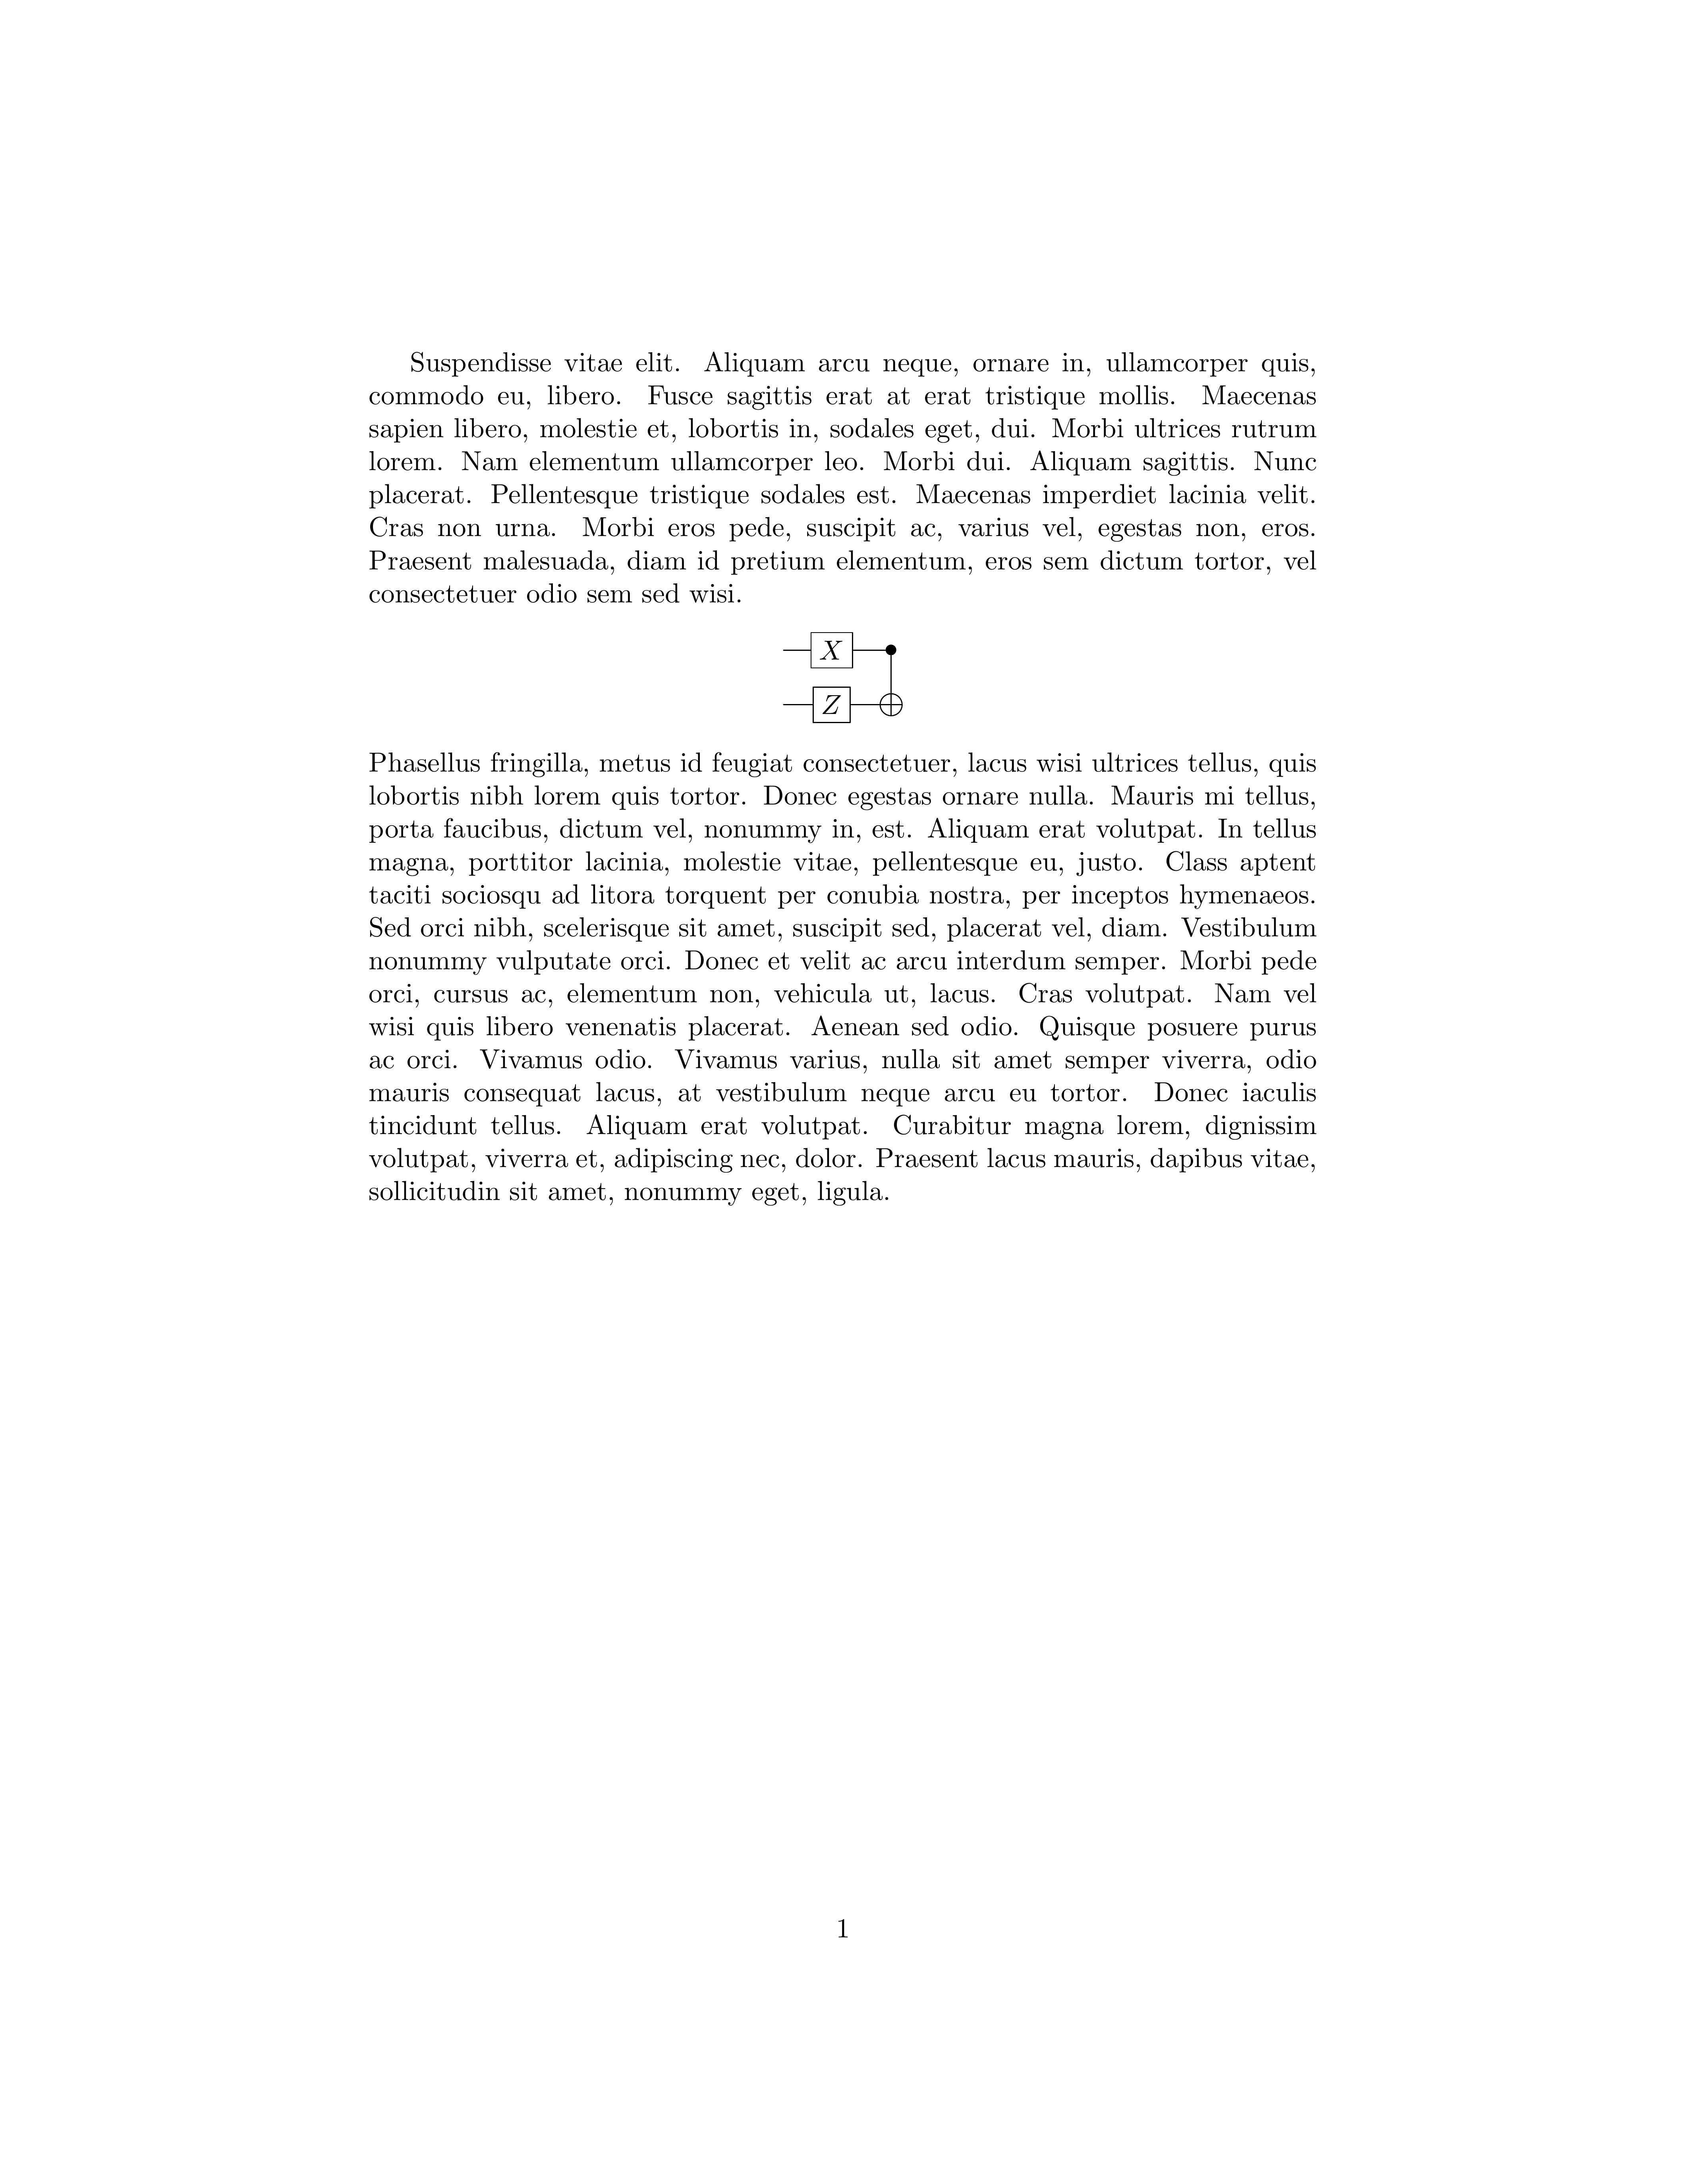 Suspendisse vitae elit. Aliquam arcu neque, ornare in, ullamcorper quis,
commodo eu, libero. Fusce sagittis erat at erat tristique mollis. Maecenas
sapien libero, molestie et, lobortis in, sodales eget, dui. Morbi ultrices rutrum
lorem. Nam elementum ullamcorper leo. Morbi dui. Aliquam sagittis. Nunc
placerat. Pellentesque tristique sodales est. Maecenas imperdiet lacinia velit.
Cras non urna. Morbi eros pede, suscipit ac, varius vel, egestas non, eros.
Praesent malesuada, diam id pretium elementum, eros sem dictum tortor, vel
consectetuer odio sem sed wisi.
X
Z
Phasellus fringilla, metus id feugiat consectetuer, lacus wisi ultrices tellus, quis
lobortis nibh lorem quis tortor. Donec egestas ornare nulla. Mauris mi tellus,
porta faucibus, dictum vel, nonummy in, est. Aliquam erat volutpat. In tellus
magna, porttitor lacinia, molestie vitae, pellentesque eu, justo. Class aptent
taciti sociosqu ad litora torquent per conubia nostra, per inceptos hymenaeos.
Sed orci nibh, scelerisque sit amet, suscipit sed, placerat vel, diam. Vestibulum
nonummy vulputate orci. Donec et velit ac arcu interdum semper. Morbi pede
orci, cursus ac, elementum non, vehicula ut, lacus. Cras volutpat. Nam vel
wisi quis libero venenatis placerat. Aenean sed odio. Quisque posuere purus
ac orci. Vivamus odio. Vivamus varius, nulla sit amet semper viverra, odio
mauris consequat lacus, at vestibulum neque arcu eu tortor. Donec iaculis
tincidunt tellus. Aliquam erat volutpat. Curabitur magna lorem, dignissim
volutpat, viverra et, adipiscing nec, dolor. Praesent lacus mauris, dapibus vitae,
sollicitudin sit amet, nonummy eget, ligula.
1